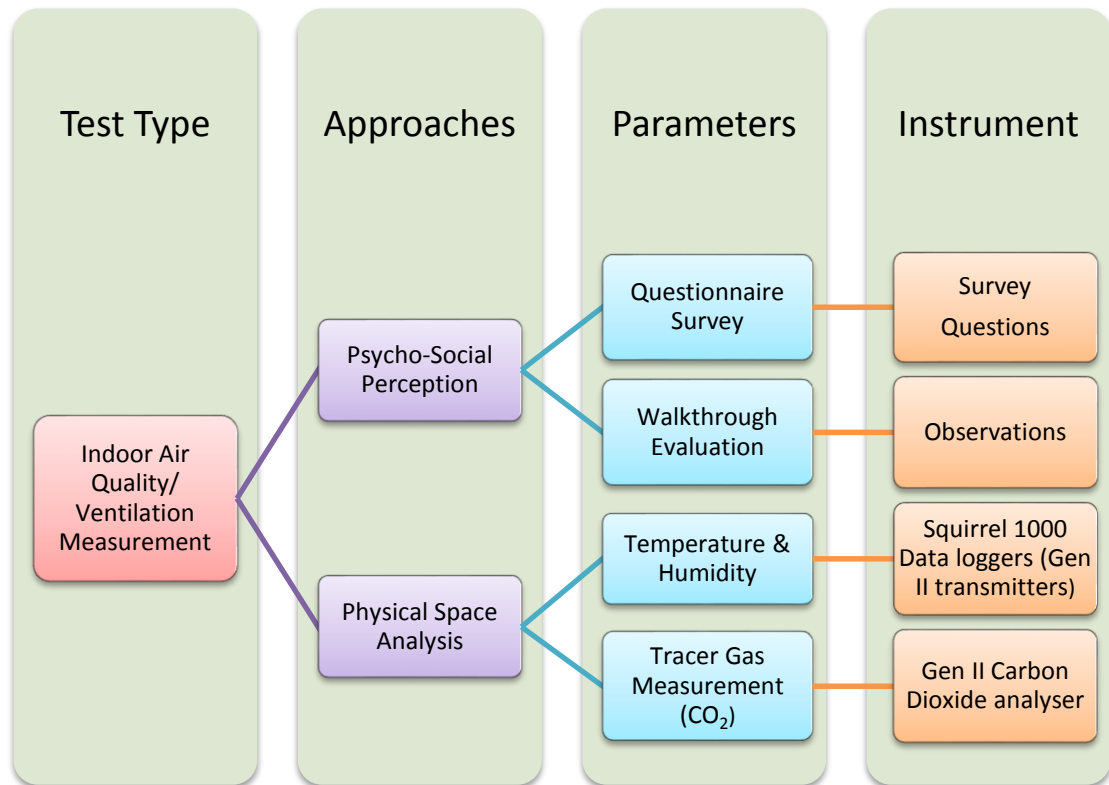 Test Type
Approaches
Parameters
Instrument
Indoor Air
Quality/
Ventilation
Measurement
Psycho-Social
Perception
Physical Space
Analysis
Questionnaire
Survey
Walkthrough
Evaluation
Temperature &
Humidity
Tracer Gas
Measurement
(CO₂)
Survey
Questions
Observations
Squirrel 1000
Data loggers (Gen
II transmitters)
Gen II Carbon
Dioxide analyser